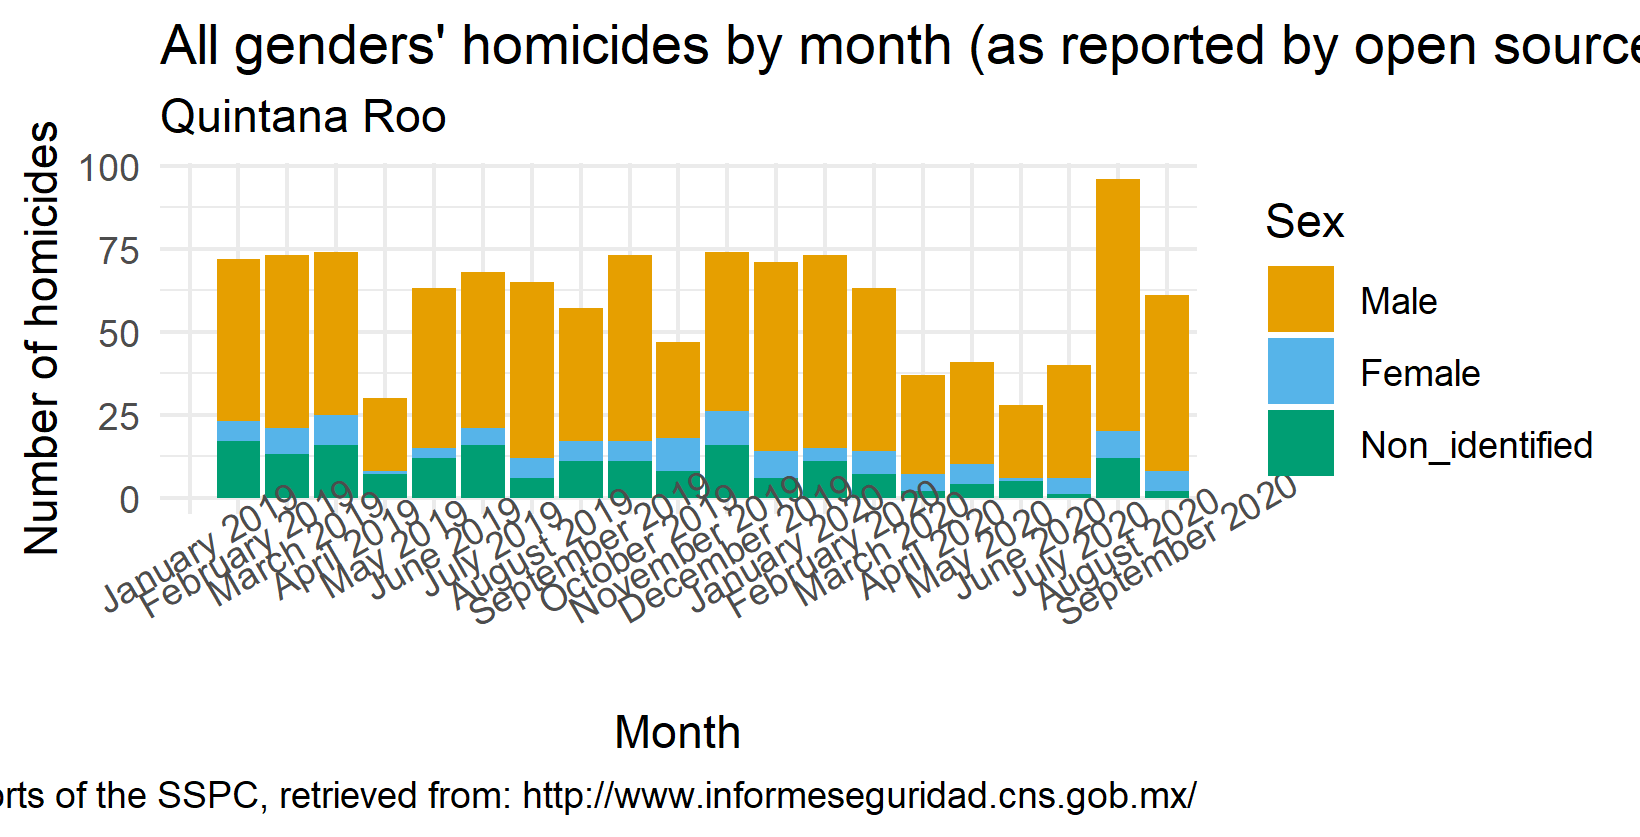 All genders' homicides by month (as reported by open source
Quintana Roo
Number of homicides
100
75
50
25
0
January 2019
February 2019
March 2019
April 2019
May 2019
June 2019
July 2019
August 2019
September 2019
October 2019
November 2019
December 2019
January 2020
February 2020
March 2020
April 2020
May 2020
June 2020
July 2020
August 2020
September 2020
Month
Sex
Male
Female
Non_identified
orts of the SSPC, retrieved from: http://www.informeseguridad.cns.gob.mx/